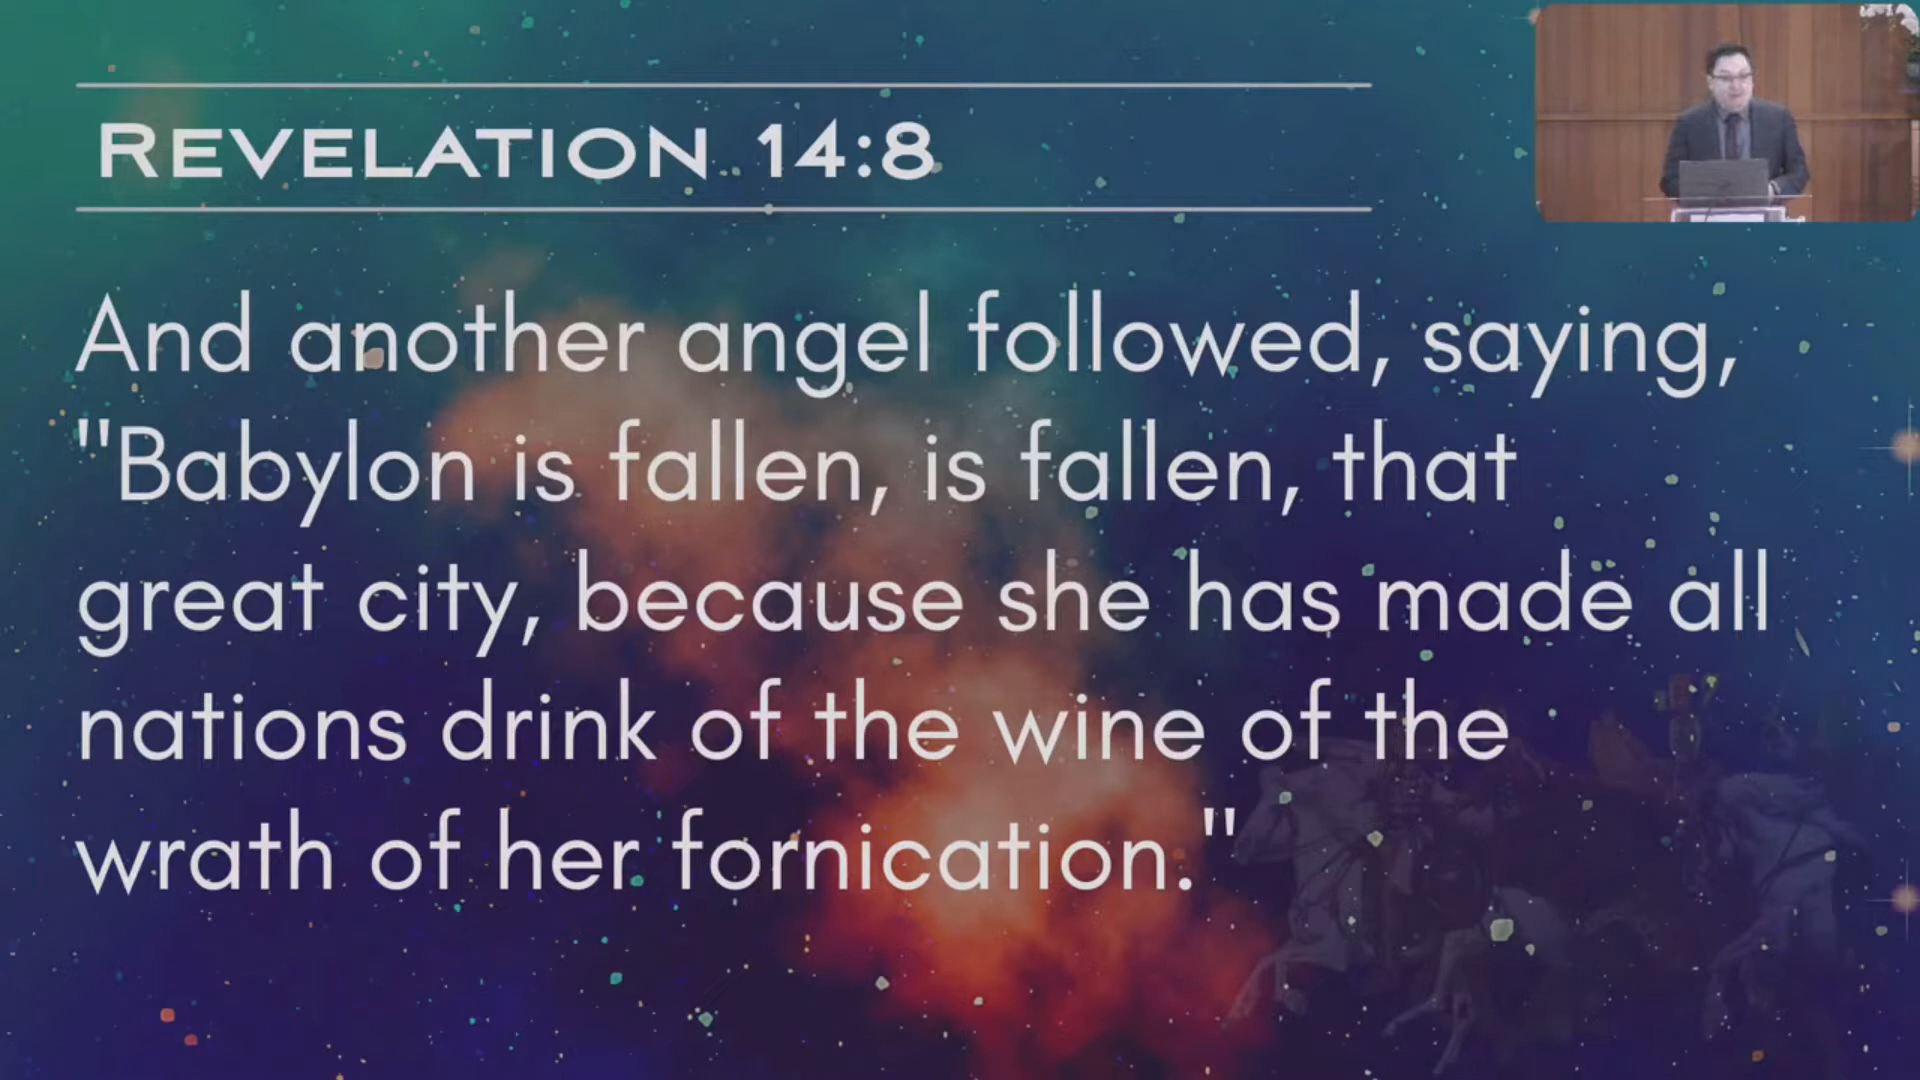 REVELATION 14:8
And another angel followed, saying,
"Babylon is fallen, is fallen, that
great city, because she has made all
nations drink of the wine of the
wrath of her fornication."